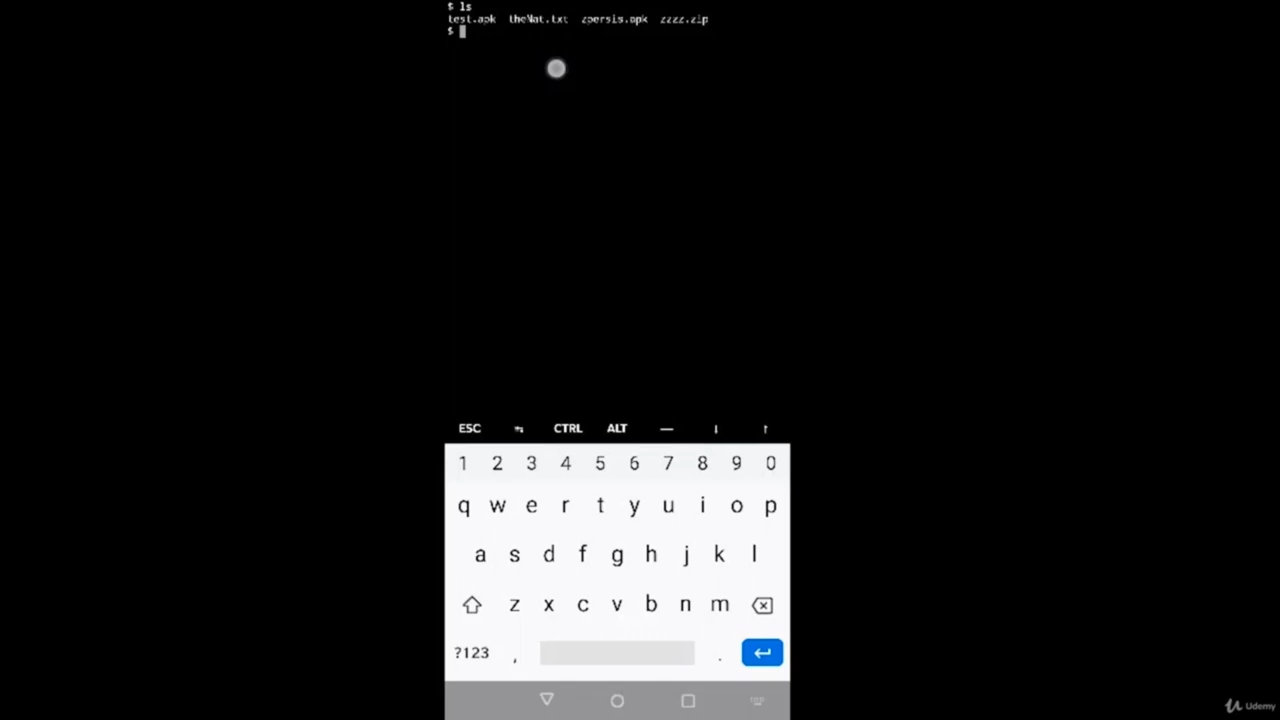 $ ls
test.apk theNat.txt zpersis.apk zzzz.zip
$
ESC CTRL ALT —
1 2 3 4 5 6 7 8 9 0
q w e r t y u i o p
a s d f g h j k l
z x c v b n m
?123 , .
Udemy